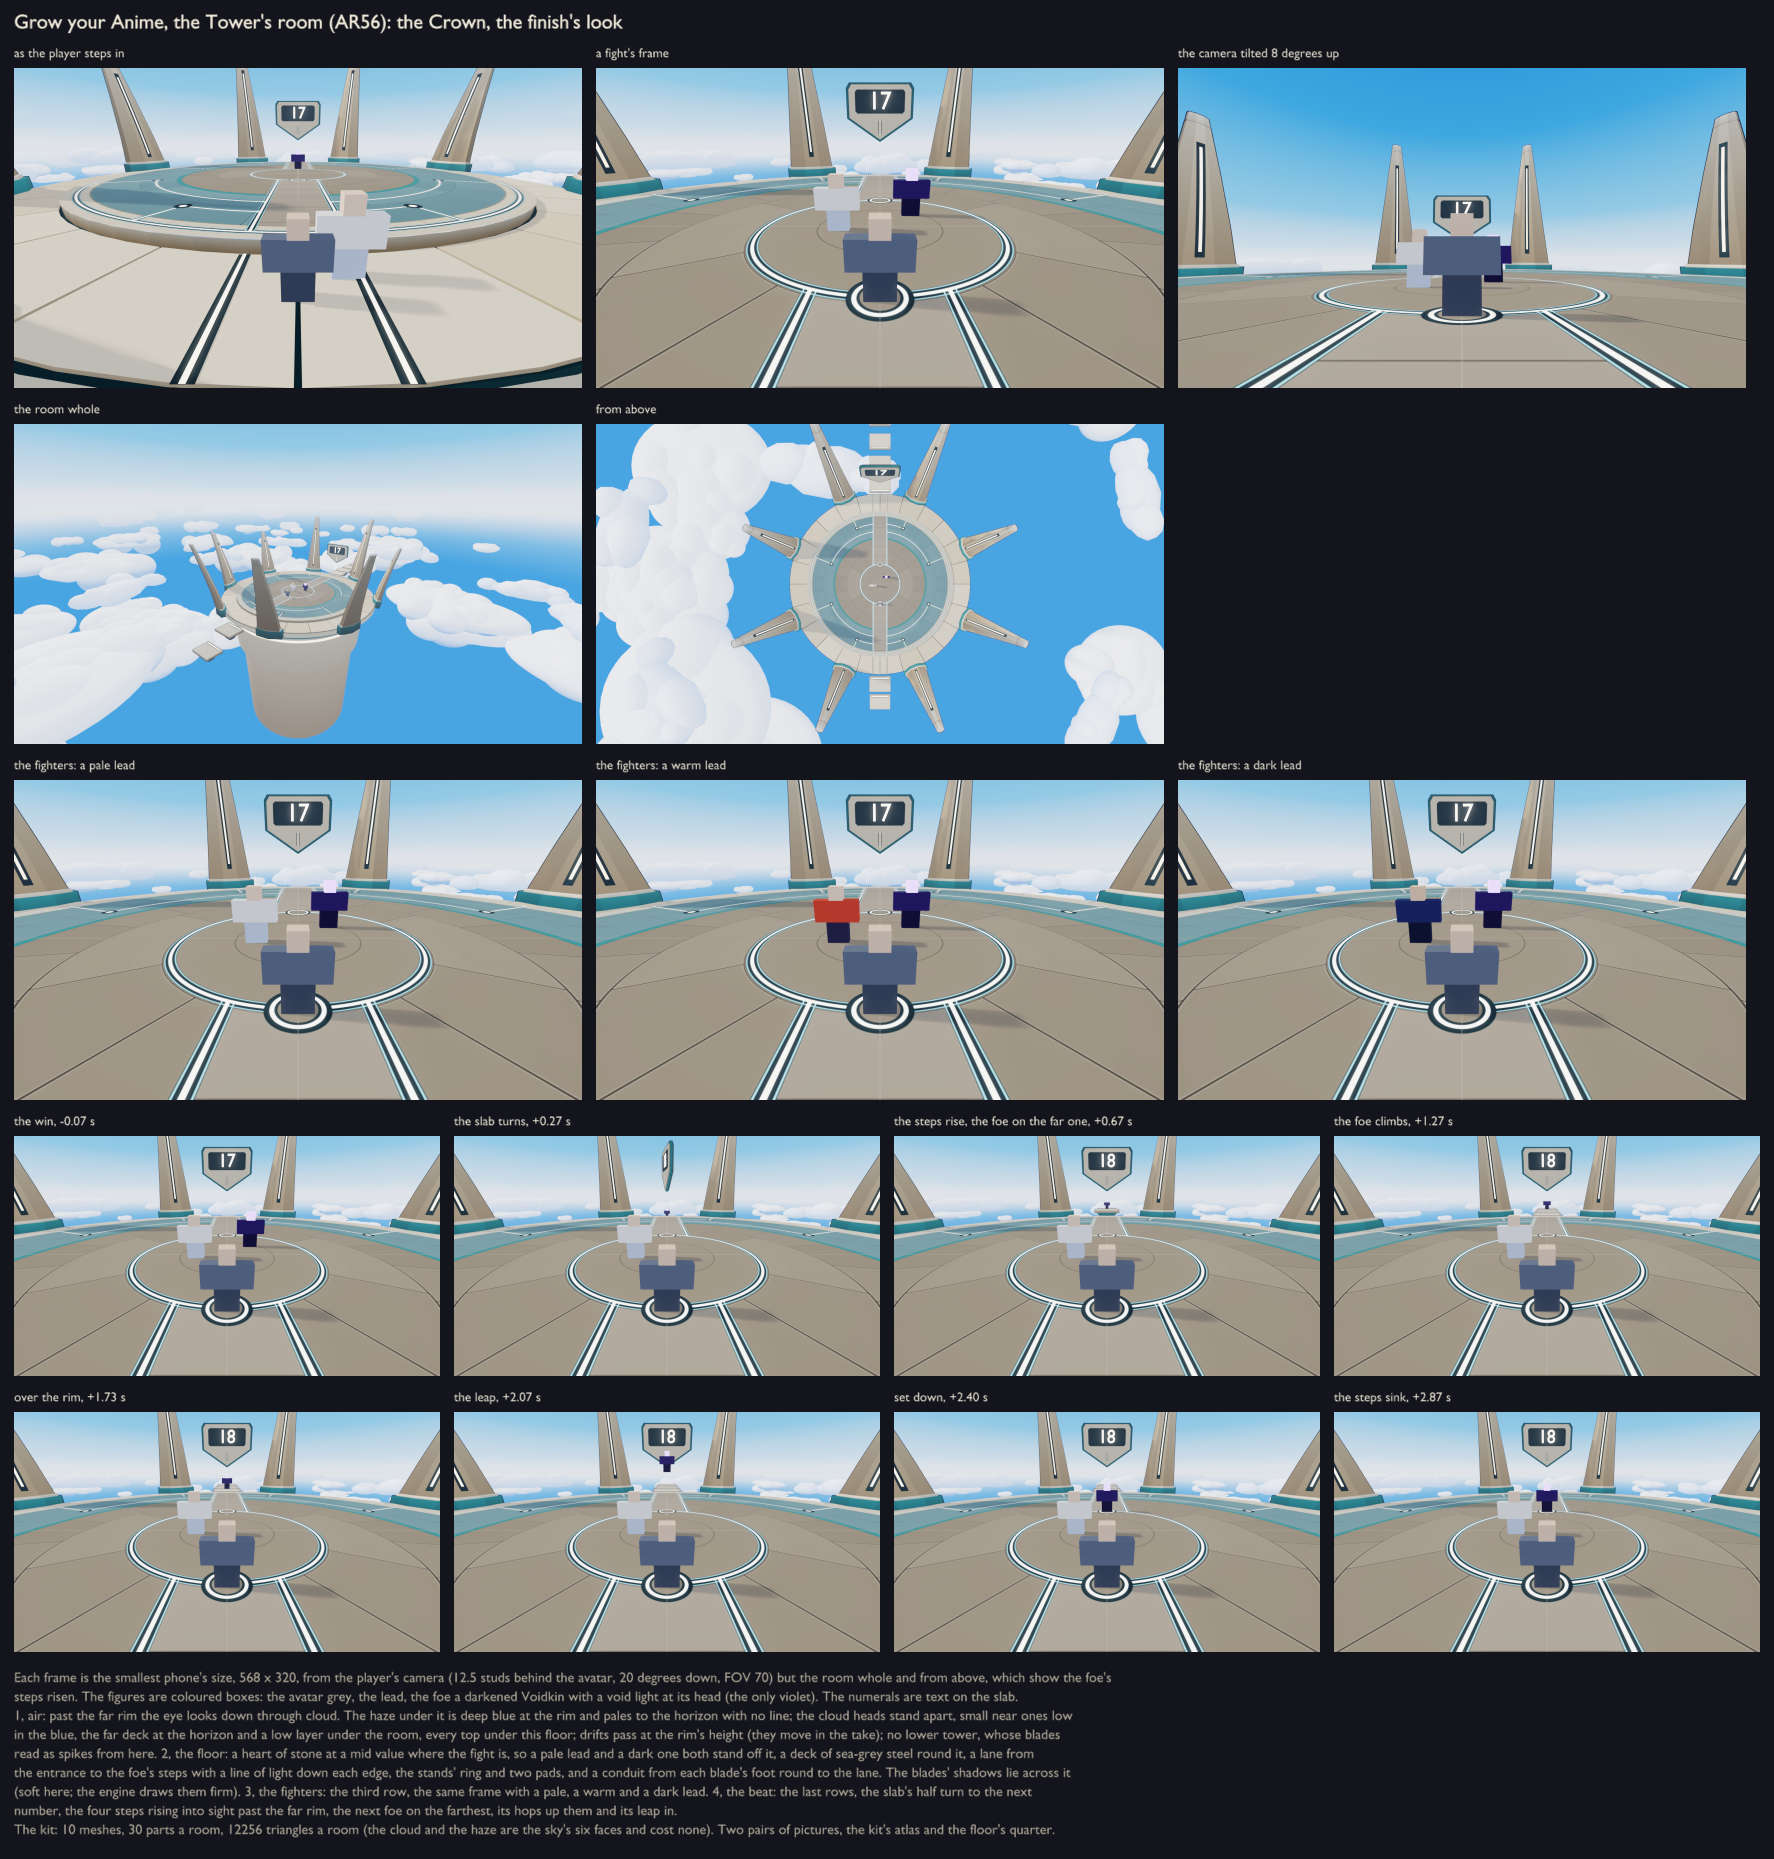 Grow your Anime, the Tower's room (AR56): the Crown, the finish's look
as the player steps in
a fight's frame
the camera tilted 8 degrees up
17
17
17
the room whole
from above
17
17
the fighters: a pale lead
the fighters: a warm lead
the fighters: a dark lead
17
17
17
the win, -0.07 s
the slab turns, +0.27 s
the steps rise, the foe on the far one, +0.67 s
the foe climbs, +1.27 s
17
18
18
over the rim, +1.73 s
the leap, +2.07 s
set down, +2.40 s
the steps sink, +2.87 s
18
18
18
18
Each frame is the smallest phone's size, 568 x 320, from the player's camera (12.5 studs behind the avatar, 20 degrees down, FOV 70) but the room whole and from above, which show the foe's
steps risen. The figures are coloured boxes: the avatar grey, the lead, the foe a darkened Voidkin with a void light at its head (the only violet). The numerals are text on the slab.
1, air: past the far rim the eye looks down through cloud. The haze under it is deep blue at the rim and pales to the horizon with no line; the cloud heads stand apart, small near ones low
in the blue, the far deck at the horizon and a low layer under the room, every top under this floor; drifts pass at the rim's height (they move in the take); no lower tower, whose blades
read as spikes from here. 2, the floor: a heart of stone at a mid value where the fight is, so a pale lead and a dark one both stand off it, a deck of sea-grey steel round it, a lane from
the entrance to the foe's steps with a line of light down each edge, the stands' ring and two pads, and a conduit from each blade's foot round to the lane. The blades' shadows lie across it
(soft here; the engine draws them firm). 3, the fighters: the third row, the same frame with a pale, a warm and a dark lead. 4, the beat: the last rows, the slab's half turn to the next
number, the four steps rising into sight past the far rim, the next foe on the farthest, its hops up them and its leap in.
The kit: 10 meshes, 30 parts a room, 12256 triangles a room (the cloud and the haze are the sky's six faces and cost none). Two pairs of pictures, the kit's atlas and the floor's quarter.